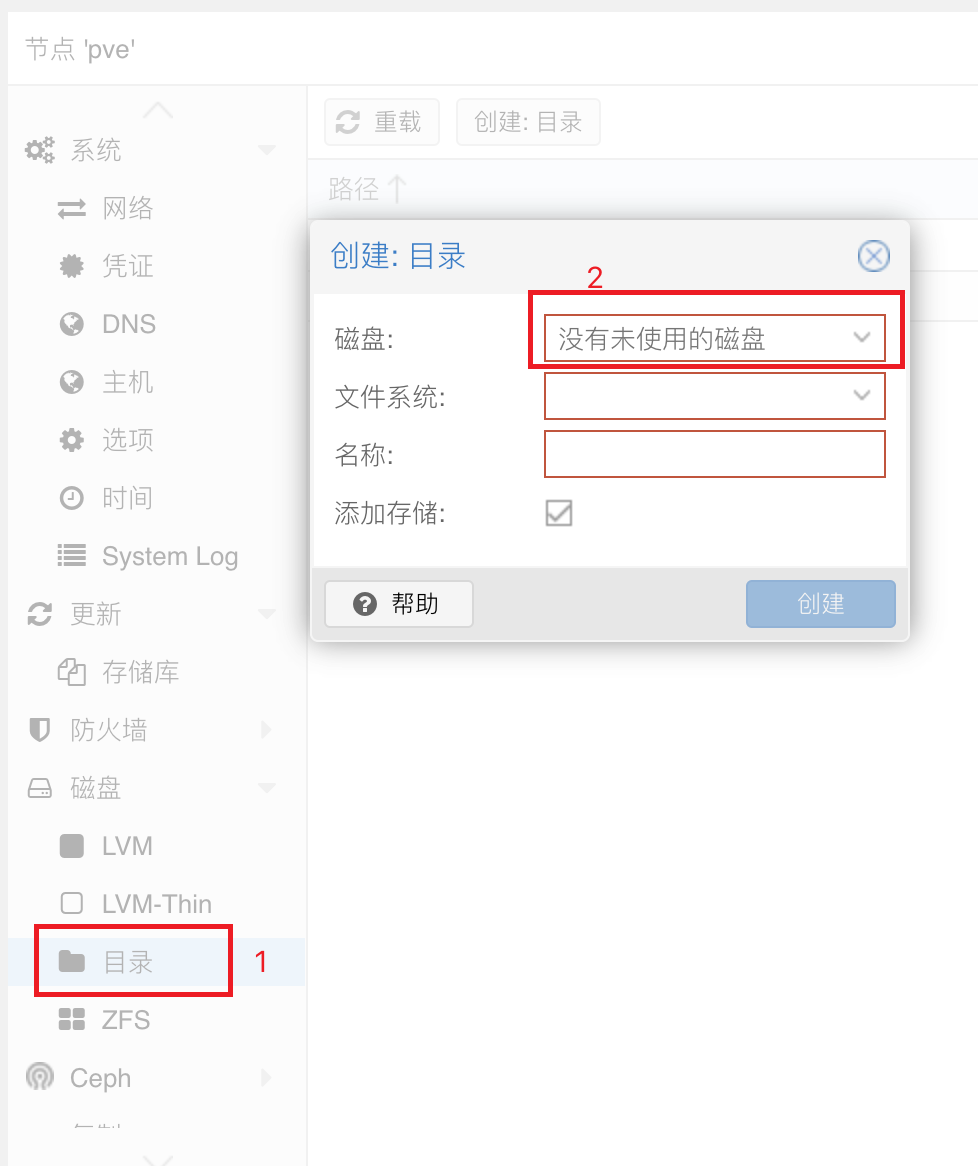 节点 'pve'
重载
创建: 目录
路径
系统
网络
凭证
DNS
主机
选项
时间
System Log
更新
存储库
防火墙
磁盘
LVM
LVM-Thin
目录
1
ZFS
Ceph
创建: 目录
2
磁盘:
没有未使用的磁盘
文件系统:
名称:
添加存储:
帮助
创建